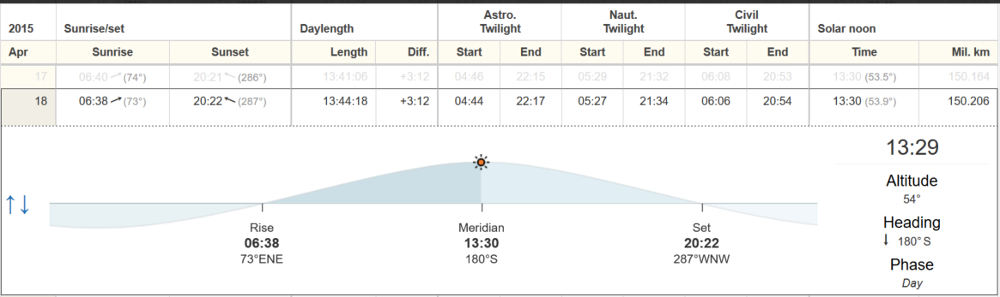 2015 Sunrise/set Daylength Astro. Twilight Naut. Twilight Civil Twilight Solar noon
Apr Sunrise Sunset Length Diff. Start End Start End Start End Time Mil. km
17 06:40 (74°) 20:21 (286°) 13:41:06 +3:12 04:46 22:15 05:29 21:32 06:08 20:53 13:30 (53.5°) 150.164
18 06:38 (73°) 20:22 (287°) 13:44:18 +3:12 04:44 22:17 05:27 21:34 06:06 20:54 13:30 (53.9°) 150.206
13:29
Altitude
54°
Heading
↓ 180° S
Phase
Day
↑↓
Rise Meridian Set
06:38 13:30 20:22
73°ENE 180°S 287°WNW